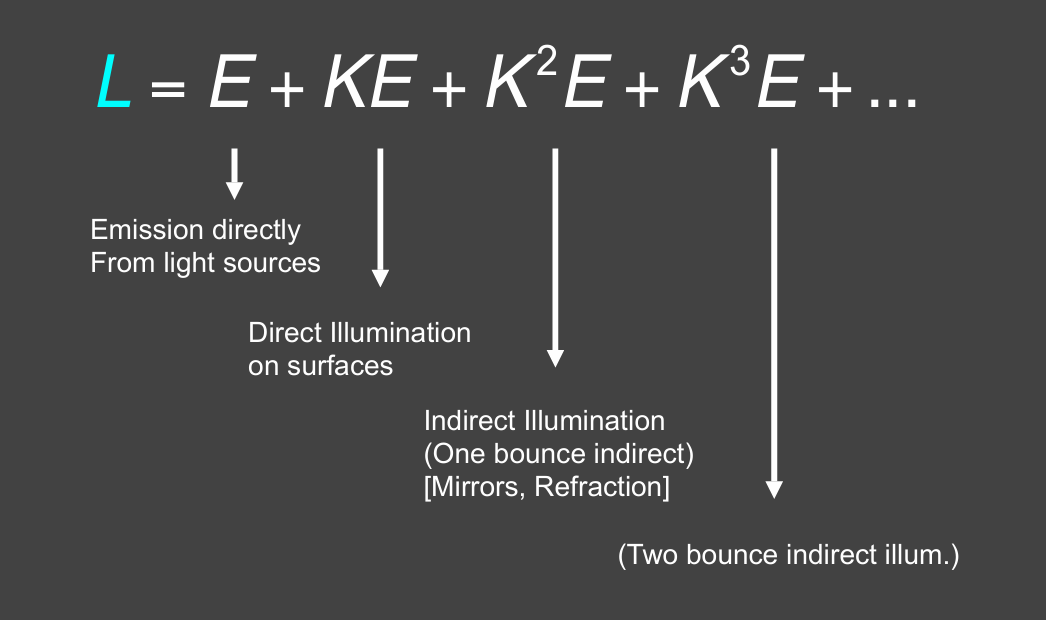 L = E + KE + K²E + K³E + ...
Emission directly
From light sources
Direct Illumination
on surfaces
Indirect Illumination
(One bounce indirect)
[Mirrors, Refraction]
(Two bounce indirect illum.)